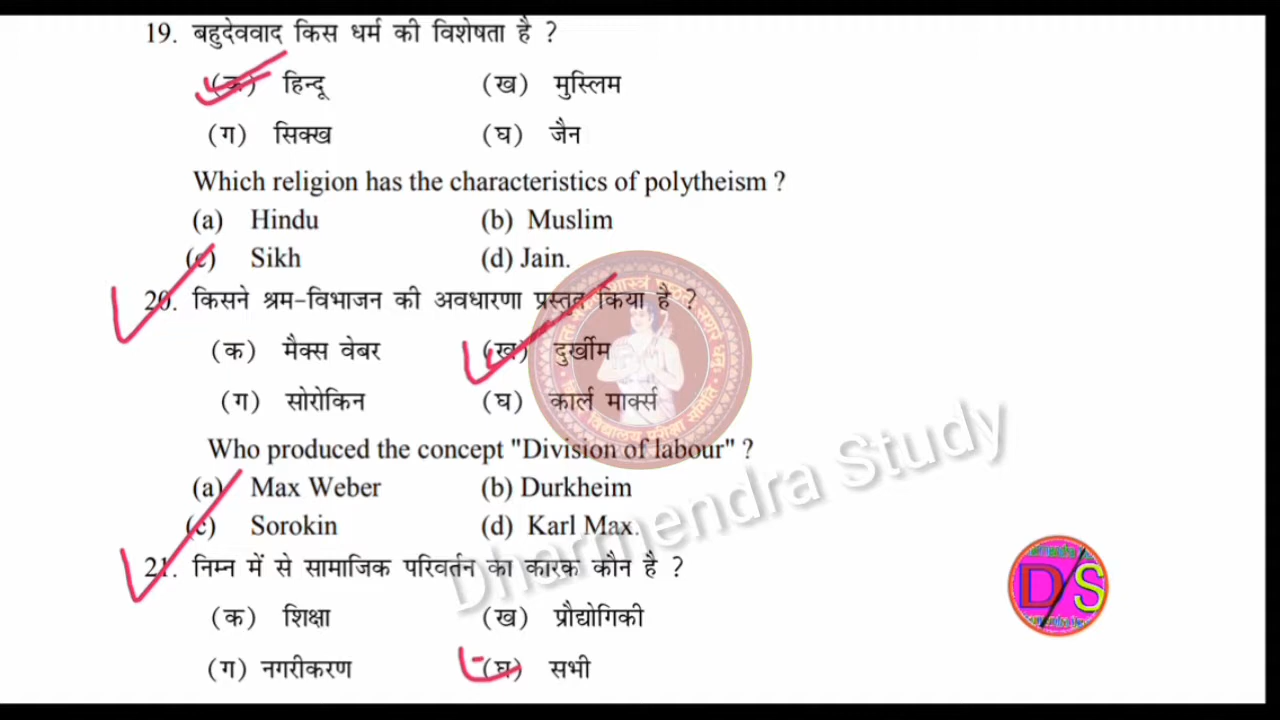 19. बहुदेववाद किस धर्म की विशेषता है ?
(क) हिन्दू (ख) मुस्लिम
(ग) सिक्ख (घ) जैन
Which religion has the characteristics of polytheism ?
(a) Hindu (b) Muslim
(c) Sikh (d) Jain.
20. किसने श्रम-विभाजन की अवधारणा प्रस्तुत किया है ?
(क) मैक्स वेबर (ख) दुर्खीम
(ग) सोरोकिन (घ) कार्ल मार्क्स
Who produced the concept "Division of labour" ?
(a) Max Weber (b) Durkheim
(c) Sorokin (d) Karl Max.
21. निम्न में से सामाजिक परिवर्तन का कारक कौन है ?
(क) शिक्षा (ख) प्रौद्योगिकी
(ग) नगरीकरण (घ) सभी
Dharmendra Study
D/S